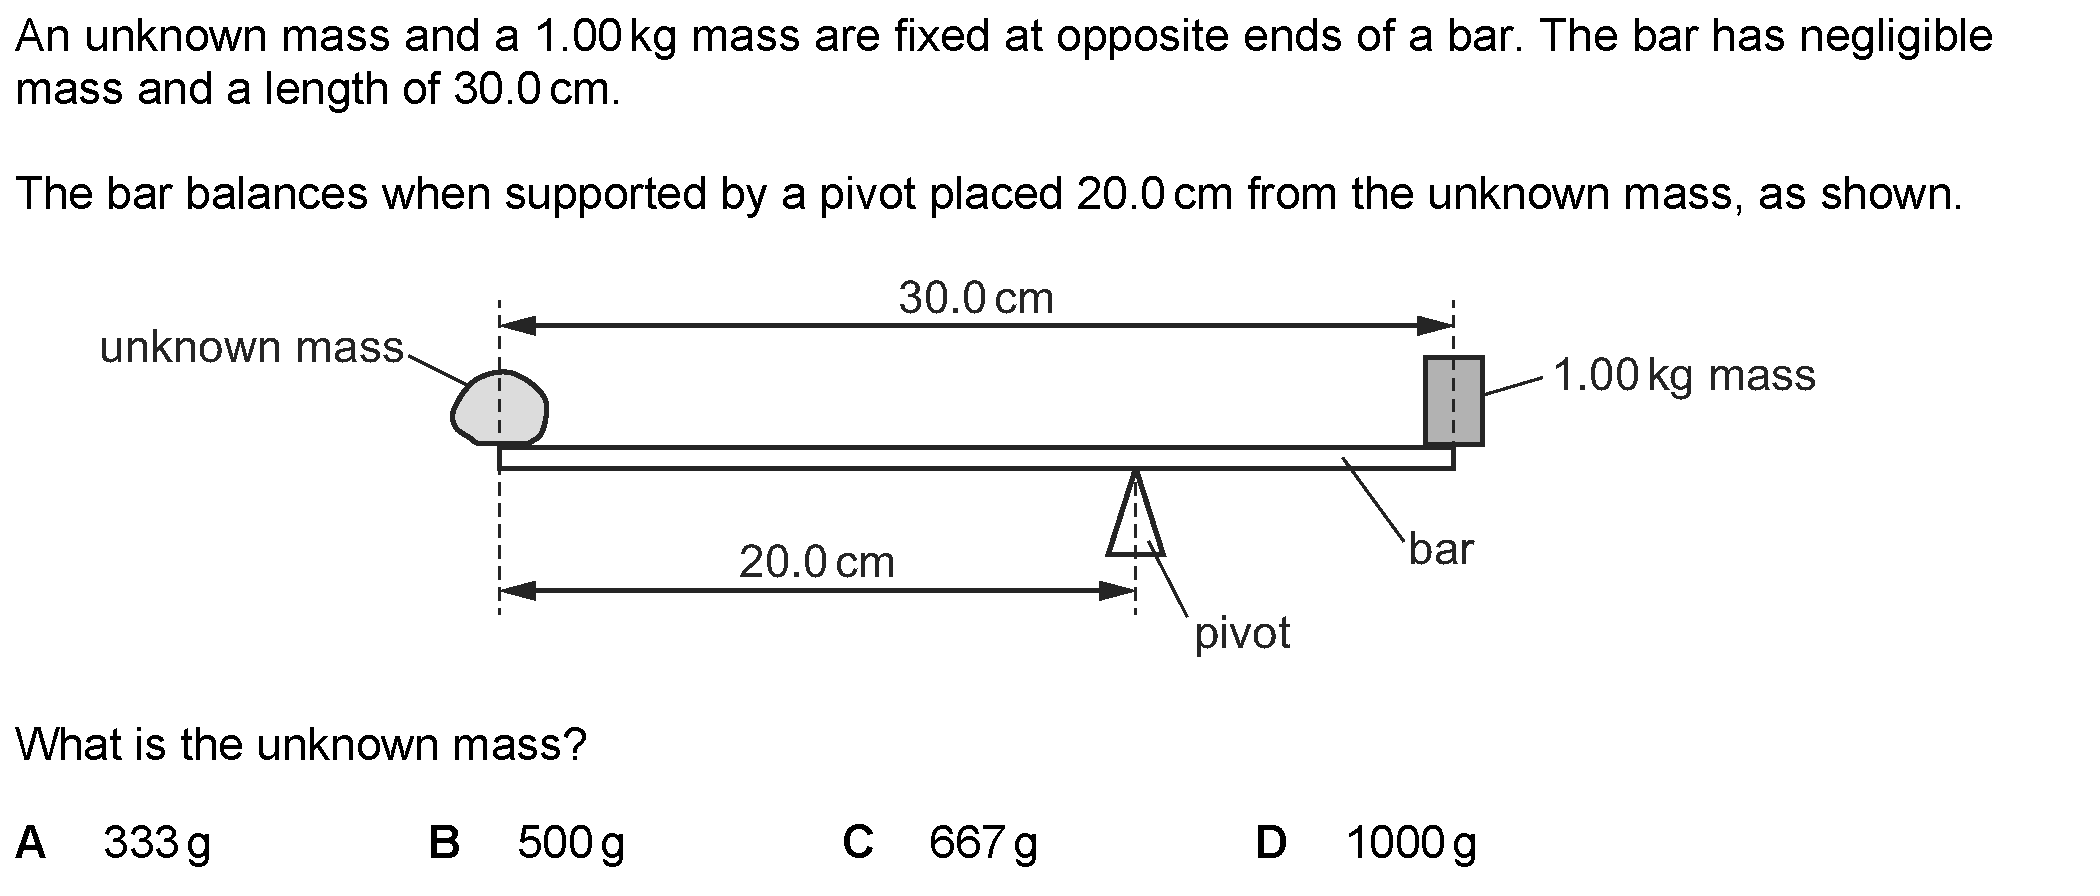 An unknown mass and a 1.00 kg mass are fixed at opposite ends of a bar. The bar has negligible
mass and a length of 30.0 cm.
The bar balances when supported by a pivot placed 20.0 cm from the unknown mass, as shown.
30.0 cm
unknown mass
1.00 kg mass
bar
20.0 cm
pivot
What is the unknown mass?
A 333 g B 500 g C 667 g D 1000 g